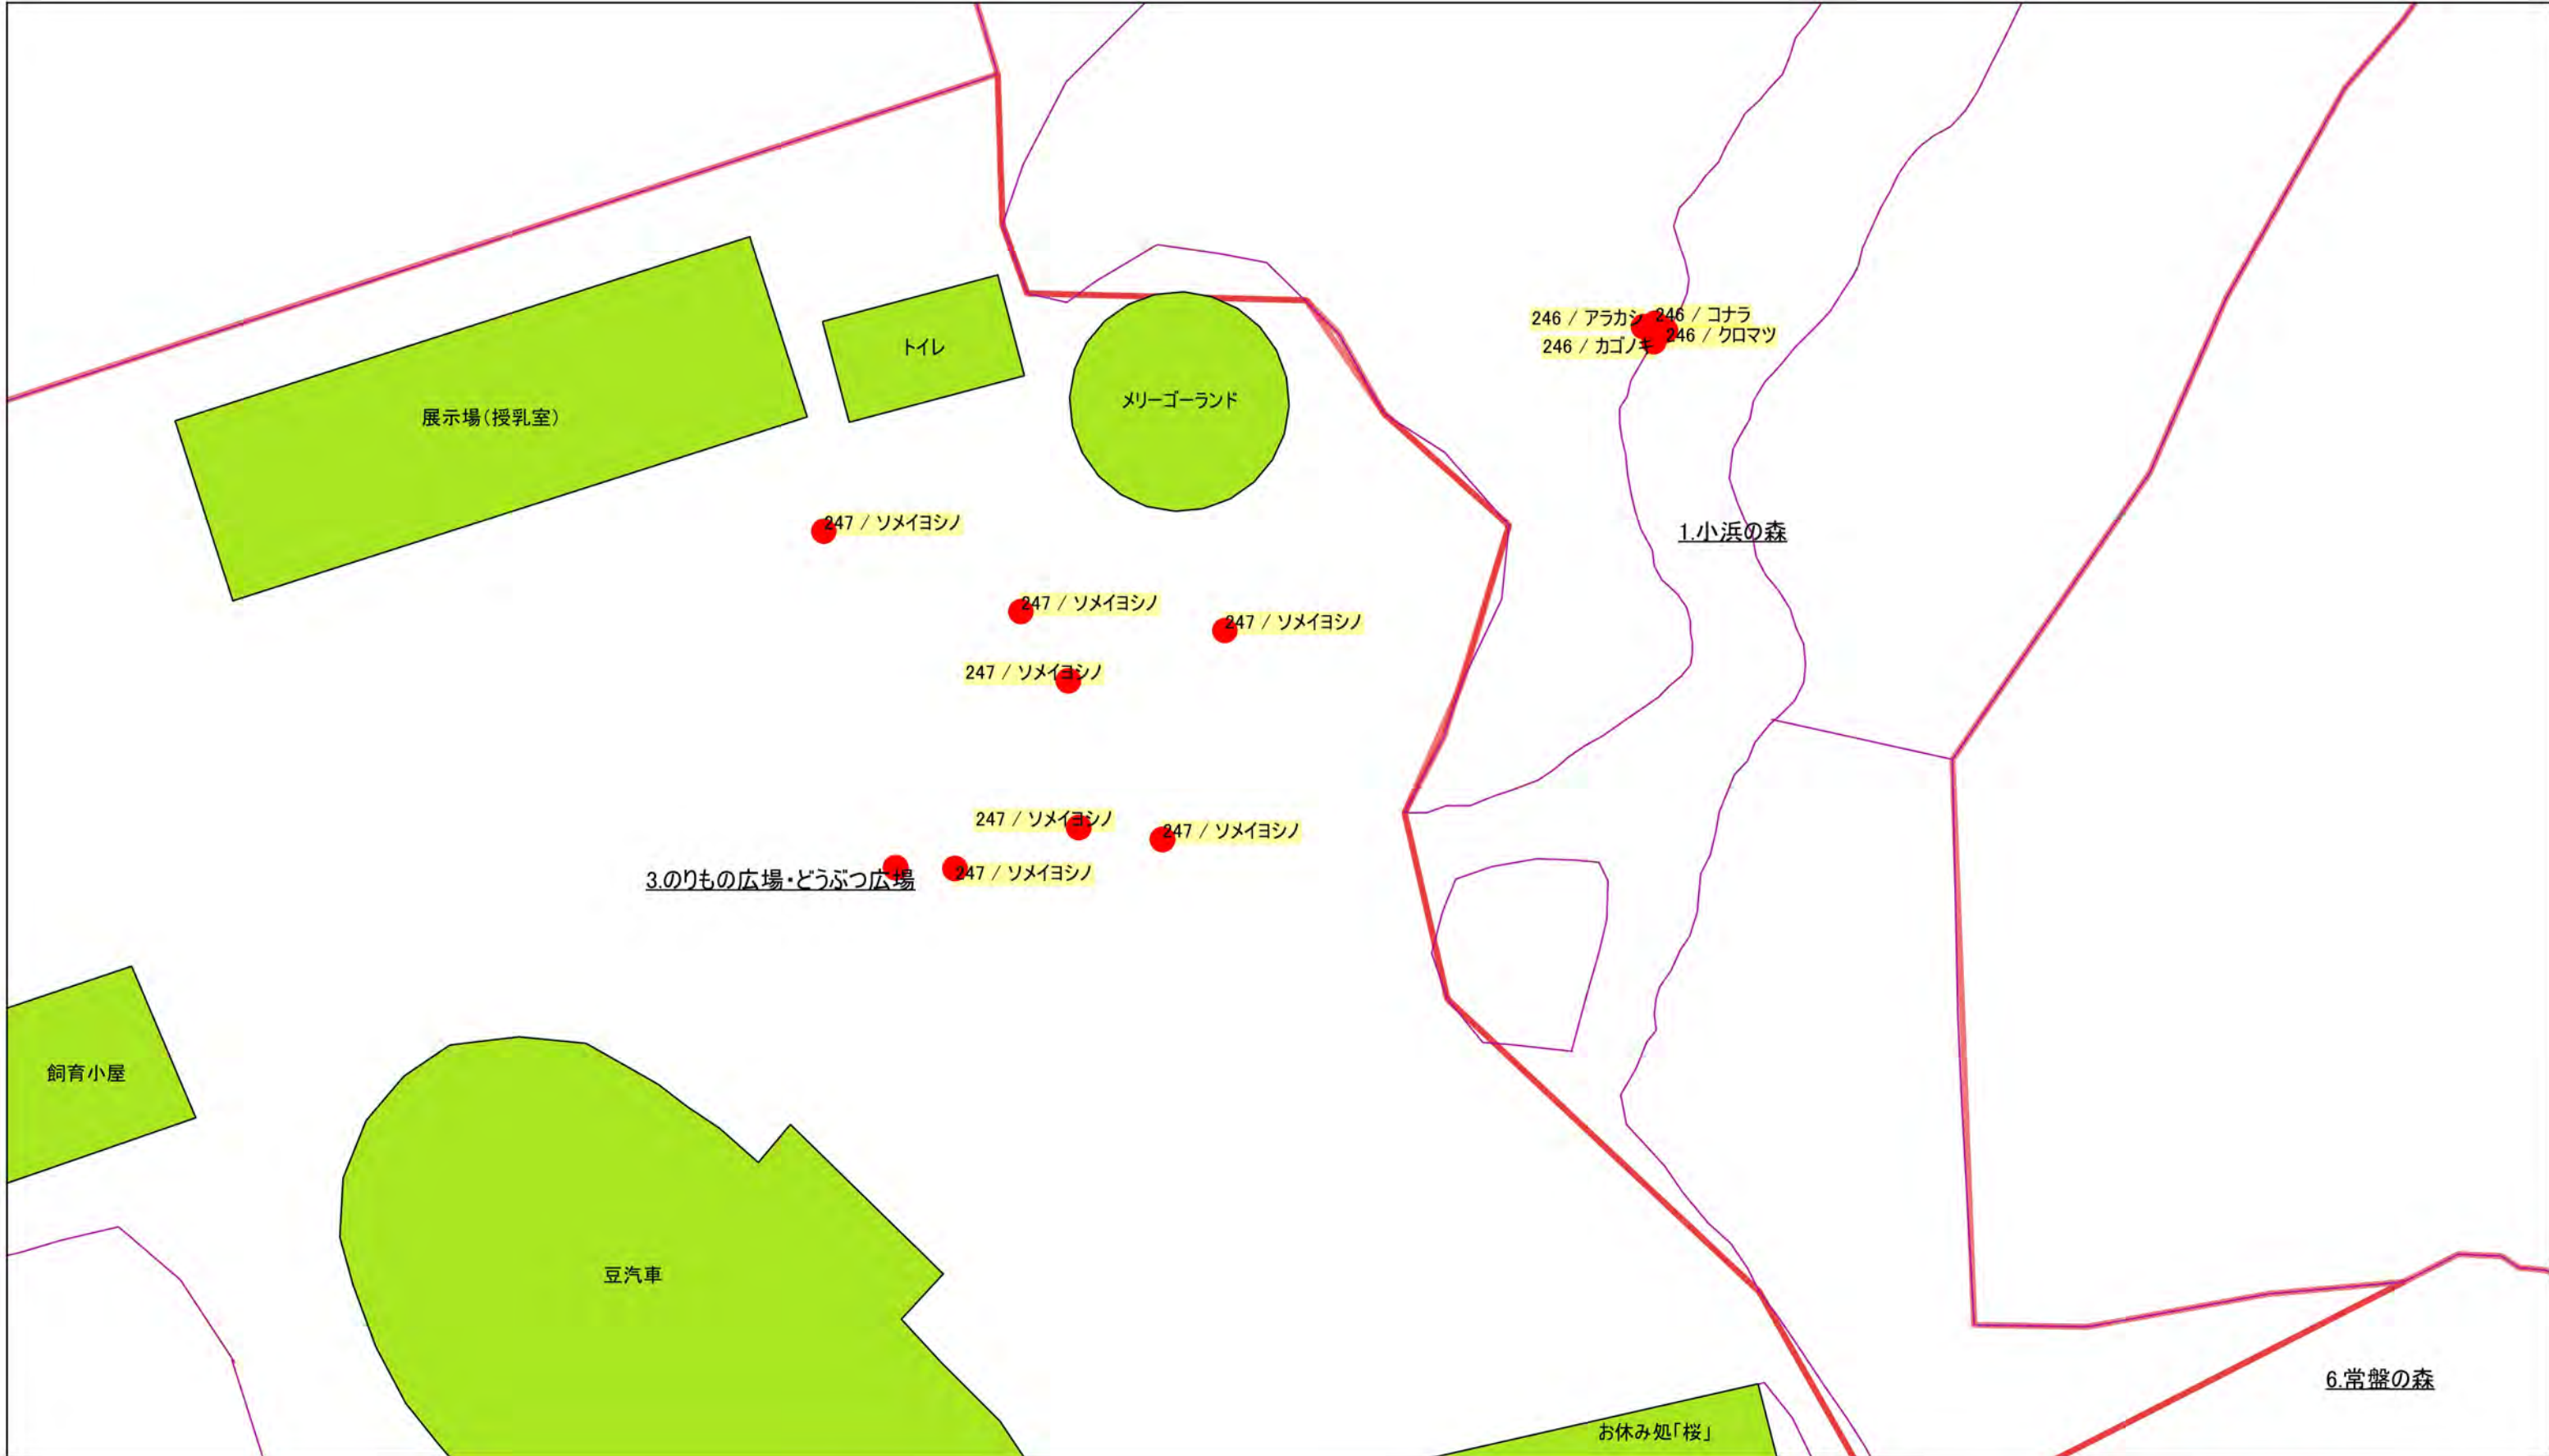 246 / アラカシ
246 / コナラ
246 / クロマツ
246 / カゴノキ
トイレ
メリーゴーランド
展示場(授乳室)
247 / ソメイヨシノ
1.小浜の森
247 / ソメイヨシノ
247 / ソメイヨシノ
247 / ソメイヨシノ
247 / ソメイヨシノ
247 / ソメイヨシノ
247 / ソメイヨシノ
3.のりもの広場・どうぶつ広場
飼育小屋
豆汽車
6.常盤の森
お休み処「桜」